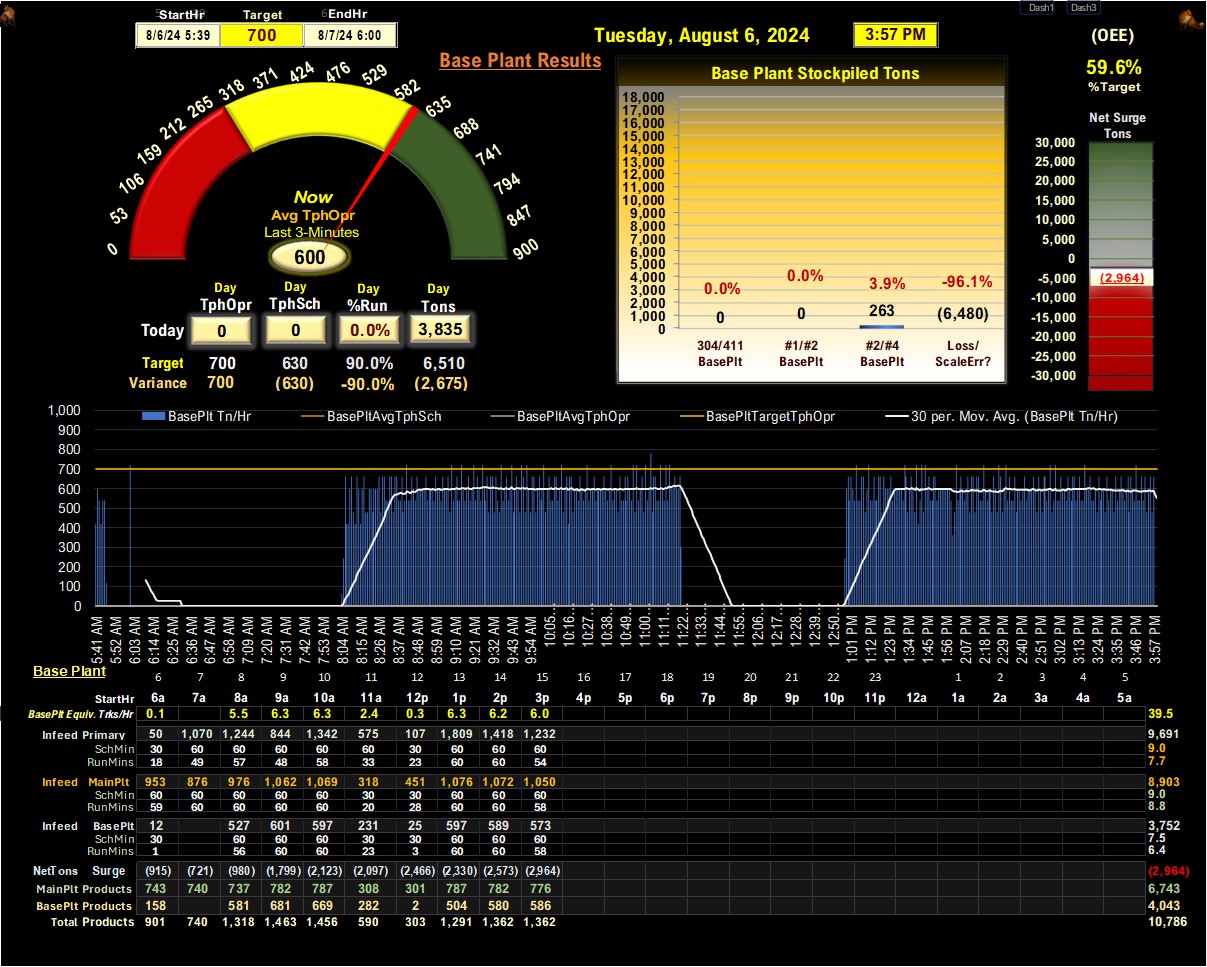 Dash1 Dash3
StartHr Target EndHr
8/6/24 5:39 700 8/7/24 6:00
Tuesday, August 6, 2024 3:57 PM
(OEE)
59.6%
%Target
Base Plant Results
Base Plant Stockpiled Tons
0 53 106 159 212 265 318 371 424 476 529 582 635 688 741 794 847 900
Now
Avg TphOpr
Last 3-Minutes
600
18,000
17,000
16,000
15,000
14,000
13,000
12,000
11,000
10,000
9,000
8,000
7,000
6,000
5,000
4,000
3,000
2,000
1,000
0
0.0% 0.0% 3.9% -96.1%
0 0 263 (6,480)
304/411 #1/#2 #2/#4 Loss/
BasePlt BasePlt BasePlt ScaleErr?
Net Surge
Tons
30,000
25,000
20,000
15,000
10,000
5,000
0
-5,000
-10,000
-15,000
-20,000
-25,000
-30,000
(2,964)
Day Day Day Day
TphOpr TphSch %Run Tons
Today 0 0 0.0% 3,835
Target 700 630 90.0% 6,510
Variance 700 (630) -90.0% (2,675)
BasePlt Tn/Hr BasePltAvgTphSch BasePltAvgTphOpr BasePltTargetTphOpr 30 per. Mov. Avg. (BasePlt Tn/Hr)
1,000
900
800
700
600
500
400
300
200
100
0
5:41 AM 5:52 AM 6:03 AM 6:14 AM 6:25 AM 6:36 AM 6:47 AM 6:58 AM 7:09 AM 7:20 AM 7:31 AM 7:42 AM 7:53 AM 8:04 AM 8:15 AM 8:26 AM 8:37 AM 8:48 AM 8:59 AM 9:10 AM 9:21 AM 9:32 AM 9:43 AM 9:54 AM 10:05... 10:16... 10:27... 10:38... 10:49... 11:00... 11:11... 11:22... 11:33... 11:44... 11:55... 12:06... 12:17... 12:28... 12:39... 12:50... 1:01 PM 1:12 PM 1:23 PM 1:34 PM 1:45 PM 1:56 PM 2:07 PM 2:18 PM 2:29 PM 2:40 PM 2:51 PM 3:02 PM 3:13 PM 3:24 PM 3:35 PM 3:46 PM 3:57 PM
Base Plant
6 7 8 9 10 11 12 13 14 15 16 17 18 19 20 21 22 23 1 2 3 4 5
StartHr 6a 7a 8a 9a 10a 11a 12p 1p 2p 3p 4p 5p 6p 7p 8p 9p 10p 11p 12a 1a 2a 3a 4a 5a
BasePlt Equiv. Trks/Hr 0.1 5.5 6.3 6.3 2.4 0.3 6.3 6.2 6.0 39.5
Infeed Primary 50 1,070 1,244 844 1,342 575 107 1,809 1,418 1,232 9,691
SchMin 30 60 60 60 60 60 30 60 60 60 9.0
RunMins 18 49 57 48 58 33 23 60 60 54 7.7
Infeed MainPlt 953 876 976 1,062 1,069 318 451 1,076 1,072 1,050 8,903
SchMin 60 60 60 60 60 30 30 60 60 60 9.0
RunMins 59 60 60 60 60 20 28 60 60 58 8.8
Infeed BasePlt 12 527 601 597 231 25 597 589 573 3,752
SchMin 30 60 60 60 30 30 60 60 60 7.5
RunMins 1 56 60 60 23 3 60 60 58 6.4
NetTons Surge (915) (721) (980) (1,799) (2,123) (2,097) (2,466) (2,330) (2,573) (2,964) (2,964)
MainPlt Products 743 740 737 782 787 308 301 787 782 776 6,743
BasePlt Products 158 581 681 669 282 2 504 580 586 4,043
Total Products 901 740 1,318 1,463 1,456 590 303 1,291 1,362 1,362 10,786